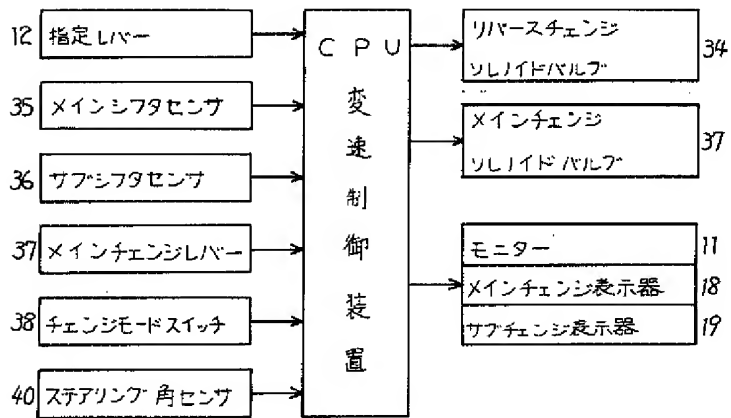 12 指定レバー
35 メインシフタセンサ
36 サブシフタセンサ
37 メインチェンジレバー
38 チェンジモードスイッチ
40 ステアリング角センサ
CPU
変速制御装置
リバースチェンジ
ソレノイドバルブ 34
メインチェンジ
ソレノイドバルブ 37
モニター 11
メインチェンジ表示器 18
サブチェンジ表示器 19